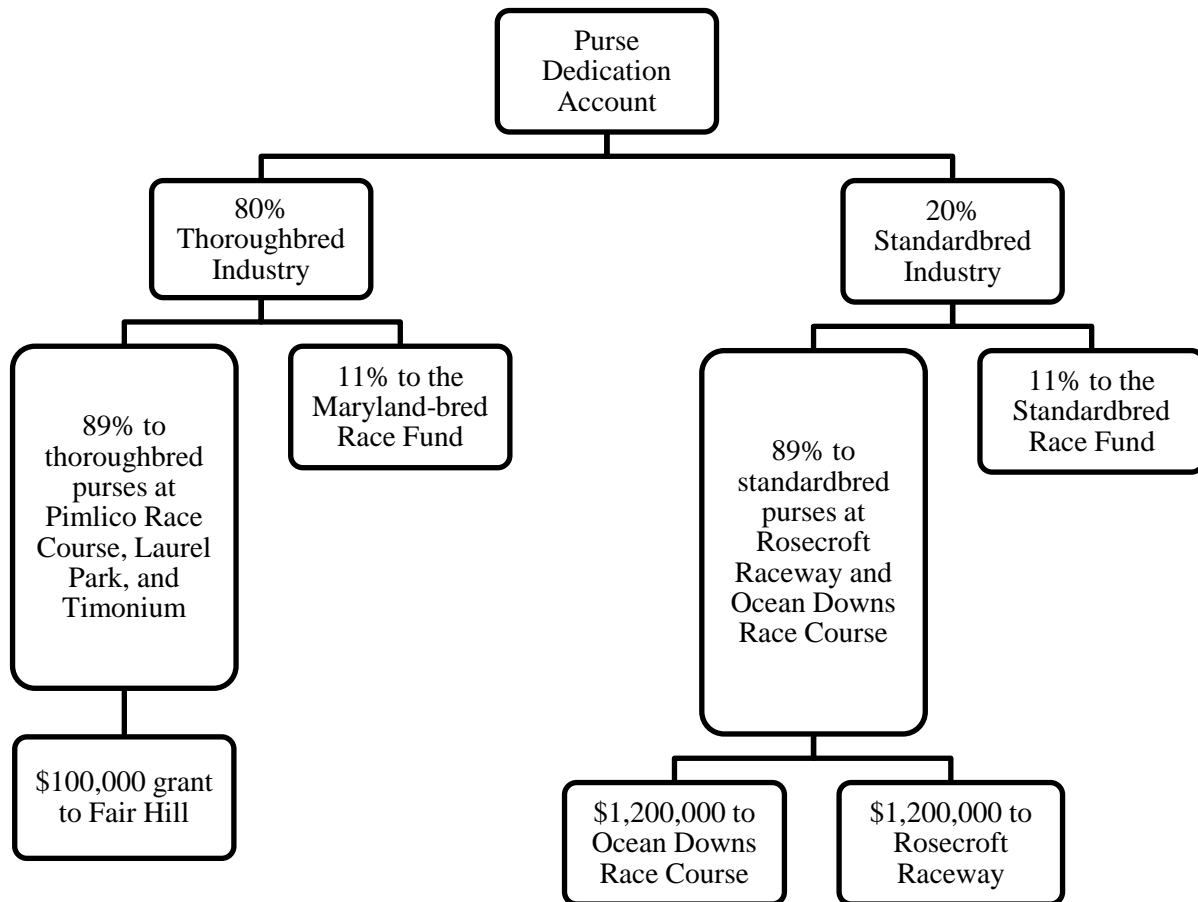 Purse
Dedication
Account
80%
Thoroughbred
Industry
20%
Standardbred
Industry
89% to
thoroughbred
purses at
Pimlico Race
Course, Laurel
Park, and
Timonium
11% to the
Maryland-bred
Race Fund
89% to
standardbred
purses at
Rosecroft
Raceway and
Ocean Downs
Race Course
11% to the
Standardbred
Race Fund
$100,000 grant
to Fair Hill
$1,200,000 to
Ocean Downs
Race Course
$1,200,000 to
Rosecroft
Raceway